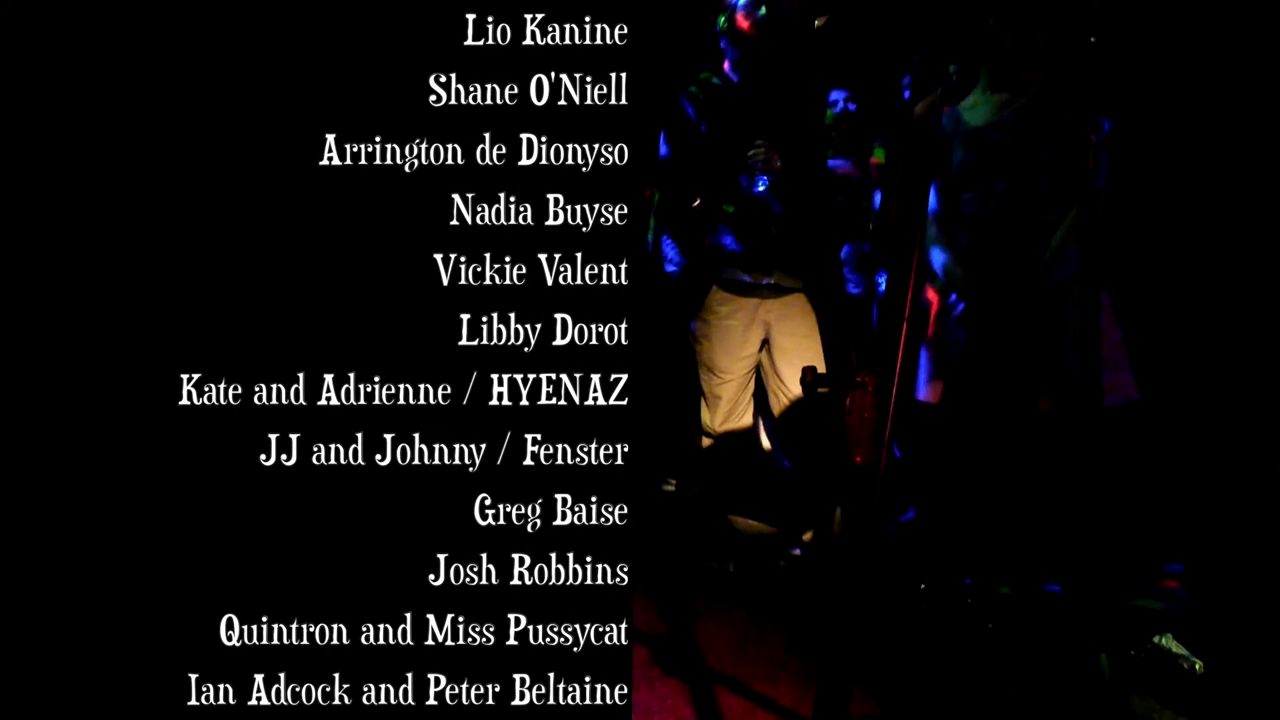 Lio Kanine
Shane O'Niell
Arrington de Dionyso
Nadia Buyse
Vickie Valent
Libby Dorot
Kate and Adrienne / HYENAZ
JJ and Johnny / Fenster
Greg Baise
Josh Robbins
Quintron and Miss Pussycat
Ian Adcock and Peter Beltaine